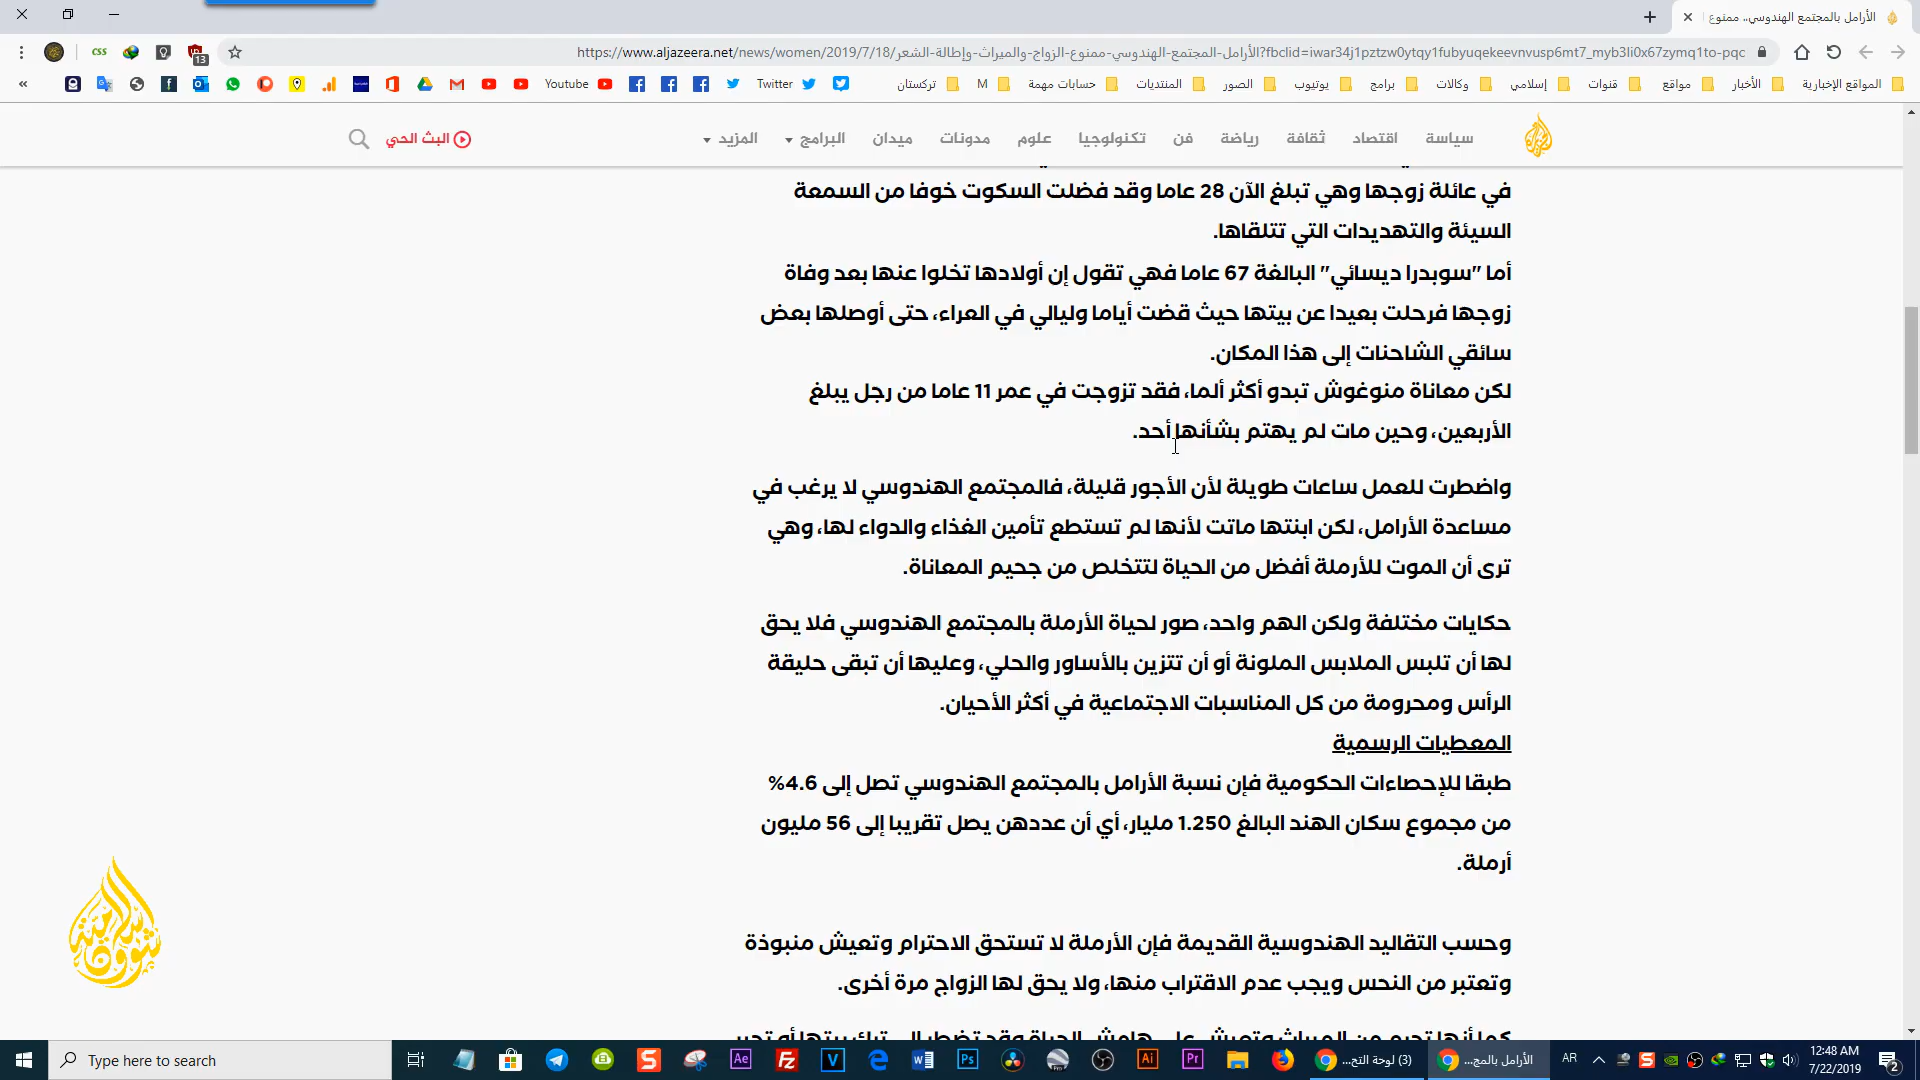 الأرامل بالمجتمع الهندوسي.. ممنوع
https://www.aljazeera.net/news/women/2019/7/18/الأرامل-المجتمع-الهندوسي-ممنوع-الزواج-والميراث-وإطالة-الشعر?fbclid=iwar34j1pztzw0ytqy1fubyuqekeevnvusp6mt7_myb3li0x67zymq1to-pqc
CSS
13
المواقع الإخبارية
الأخبار
مواقع
قنوات
إسلامي
وكالات
برامج
يوتيوب
الصور
المنتديات
حسابات مهمة
M
تركستان
Twitter
Youtube
سياسة
اقتصاد
ثقافة
رياضة
فن
تكنولوجيا
علوم
مدونات
ميدان
البرامج
المزيد
البث الحي
في عائلة زوجها وهي تبلغ الآن 28 عاما وقد فضلت السكوت خوفا من السمعة
السيئة والتهديدات التي تتلقاها.
أما "سوبدرا ديسائي" البالغة 67 عاما فهي تقول إن أولادها تخلوا عنها بعد وفاة
زوجها فرحلت بعيدا عن بيتها حيث قضت أياما وليالي في العراء، حتى أوصلها بعض
سائقي الشاحنات إلى هذا المكان.
لكن معاناة منوغوش تبدو أكثر ألما، فقد تزوجت في عمر 11 عاما من رجل يبلغ
الأربعين، وحين مات لم يهتم بشأنها أحد.
واضطرت للعمل ساعات طويلة لأن الأجور قليلة، فالمجتمع الهندوسي لا يرغب في
مساعدة الأرامل، لكن ابنتها ماتت لأنها لم تستطع تأمين الغذاء والدواء لها، وهي
ترى أن الموت للأرملة أفضل من الحياة لتتخلص من جحيم المعاناة.
حكايات مختلفة ولكن الهم واحد، صور لحياة الأرملة بالمجتمع الهندوسي فلا يحق
لها أن تلبس الملابس الملونة أو أن تتزين بالأساور والحلي، وعليها أن تبقى حليقة
الرأس ومحرومة من كل المناسبات الاجتماعية في أكثر الأحيان.
المعطيات الرسمية
طبقا للإحصاءات الحكومية فإن نسبة الأرامل بالمجتمع الهندوسي تصل إلى 4.6%
من مجموع سكان الهند البالغ 1.250 مليار، أي أن عددهن يصل تقريبا إلى 56 مليون
أرملة.
وحسب التقاليد الهندوسية القديمة فإن الأرملة لا تستحق الاحترام وتعيش منبوذة
وتعتبر من النحس ويجب عدم الاقتراب منها، ولا يحق لها الزواج مرة أخرى.
Type here to search
Ae
Fz
V
Ps
Ai
Pr
(3) لوحة التح...
الأرامل بالمج...
AR
12:48 AM
7/22/2019
2